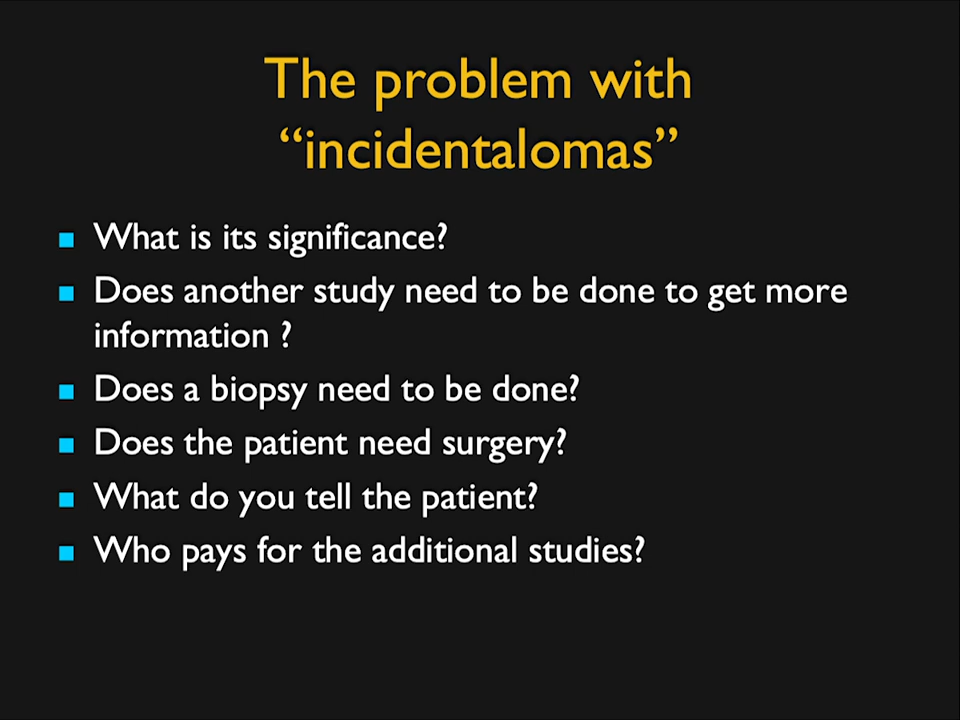 The problem with
“incidentalomas”
What is its significance?
Does another study need to be done to get more
information ?
Does a biopsy need to be done?
Does the patient need surgery?
What do you tell the patient?
Who pays for the additional studies?